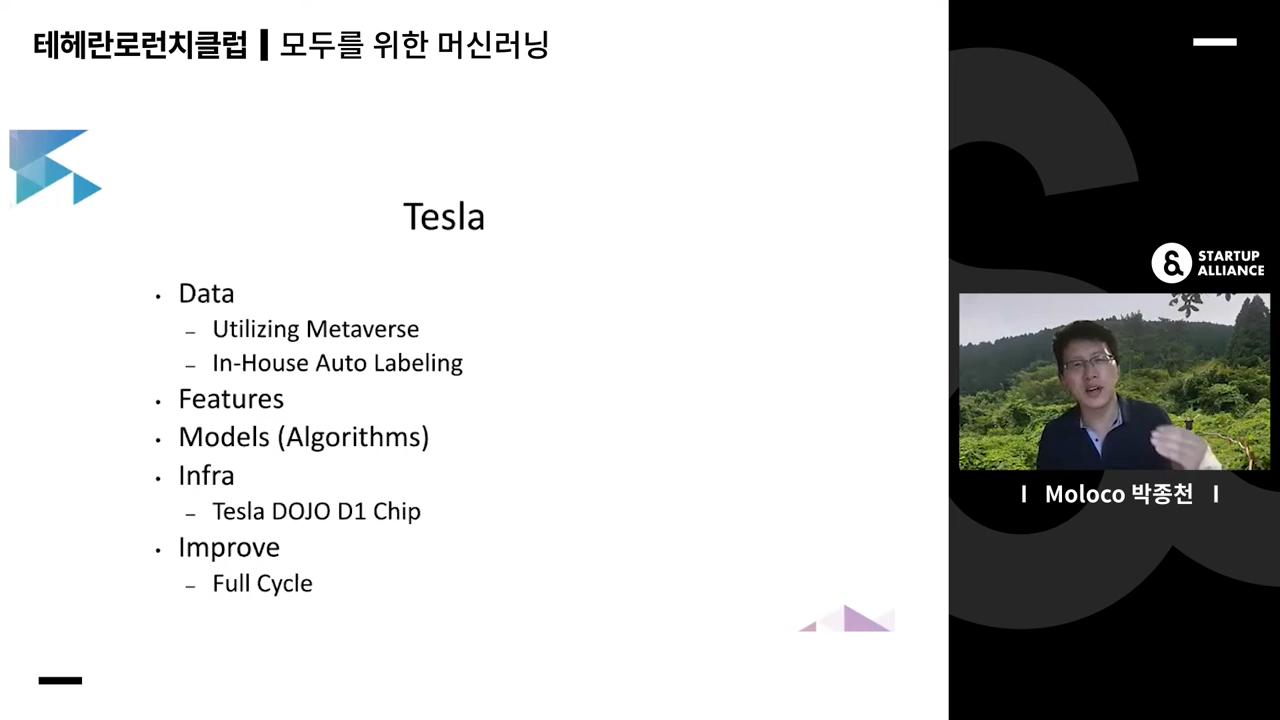 테헤란로런치클럽 | 모두를 위한 머신러닝
Tesla
• Data
– Utilizing Metaverse
– In-House Auto Labeling
• Features
• Models (Algorithms)
• Infra
– Tesla DOJO D1 Chip
• Improve
– Full Cycle
STARTUP
ALLIANCE
I Moloco 박종천 I